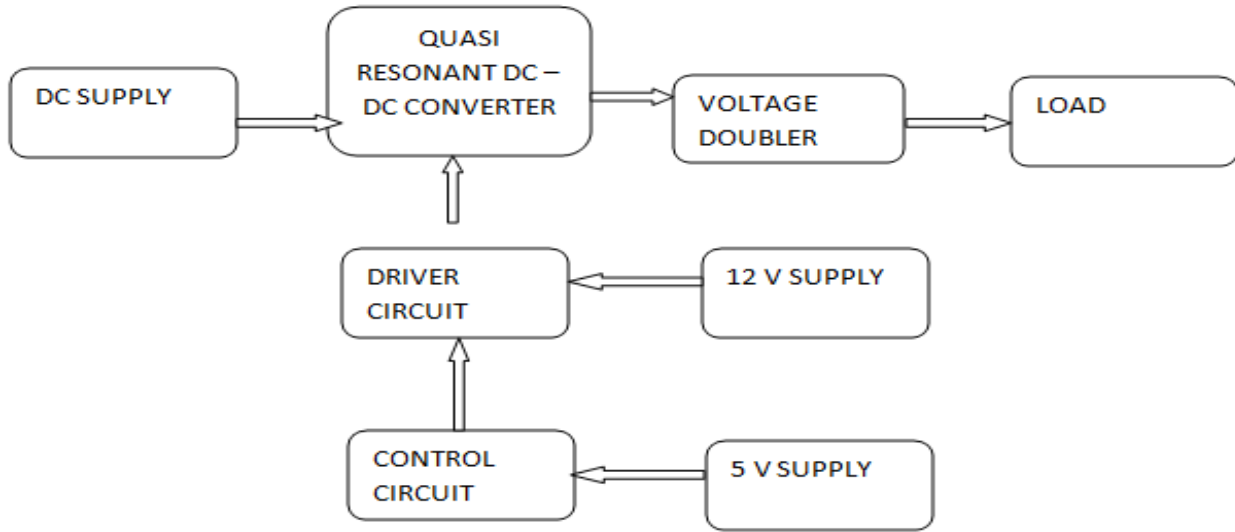 DC SUPPLY
QUASI
RESONANT DC –
DC CONVERTER
VOLTAGE
DOUBLER
LOAD
DRIVER
CIRCUIT
12 V SUPPLY
CONTROL
CIRCUIT
5 V SUPPLY